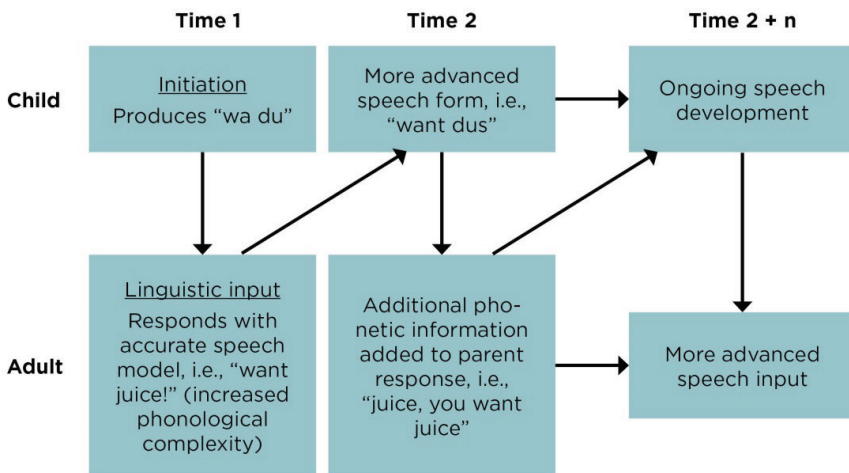 Time 1
Time 2
Time 2 + n
Child
Initiation
Produces “wa du”
More advanced
speech form, i.e.,
“want dus”
Ongoing speech
development
Adult
Linguistic input
Responds with
accurate speech
model, i.e., “want
juice!” (increased
phonological
complexity)
Additional pho-
netic information
added to parent
response, i.e.,
“juice, you want
juice”
More advanced
speech input